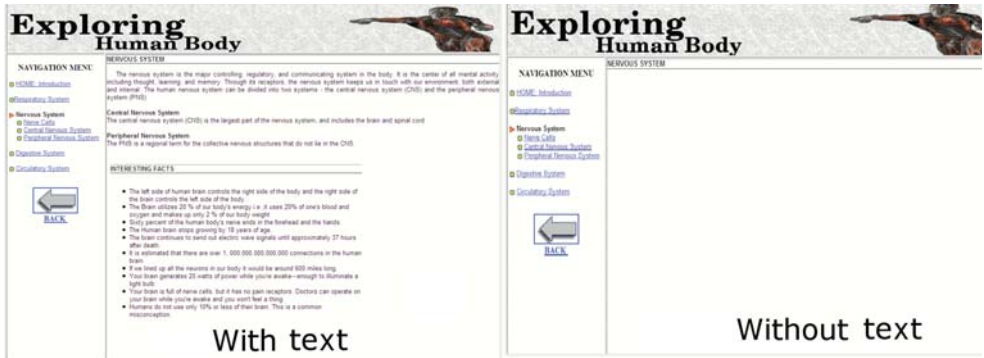 Exploring
Human Body
NAVIGATION MENU
HOME: Introduction
Respiratory System
Nervous System
Nerve Cells
Central Nervous System
Peripheral Nervous System
Digestive System
Circulatory System
BACK
NERVOUS SYSTEM
The nervous system is the major controlling, regulatory, and communicating system in the body. It is the center of all mental activity
including thought, learning, and memory. Through its receptors, the nervous system keeps us in touch with our environment, both external
and internal. The human nervous system can be divided into two systems - the central nervous system (CNS) and the peripheral nervous
system (PNS)
Central Nervous System
The central nervous system (CNS) is the largest part of the nervous system, and includes the brain and spinal cord
Peripheral Nervous System
The PNS is a regional term for the collective nervous structures that do not lie in the CNS
INTERESTING FACTS
The left side of human brain controls the right side of the body and the right side of
the brain controls the left side of the body.
The Brain utilizes 20 % of our body's energy i.e. it uses 20% of one's blood and
oxygen and makes up only 2 % of our body weight
Sixty percent of the human body's nerve ends in the forehead and the hands.
The Human brain stops growing by 18 years of age.
The brain continues to send out electric wave signals until approximately 37 hours
after death.
It is estimated that there are over 1, 000,000,000,000,000 connections in the human
brain.
If we lined up all the neurons in our body it would be around 600 miles long.
Your brain generates 25 watts of power while you're awake--enough to illuminate a
light bulb.
Your brain is full of nerve cells, but it has no pain receptors. Doctors can operate on
your brain while you're awake and you won't feel a thing.
Humans do not use only 10% or less of their brain. This is a common
misconception.
With text
Exploring
Human Body
NAVIGATION MENU
HOME: Introduction
Respiratory System
Nervous System
Nerve Cells
Central Nervous System
Peripheral Nervous System
Digestive System
Circulatory System
BACK
NERVOUS SYSTEM
Without text